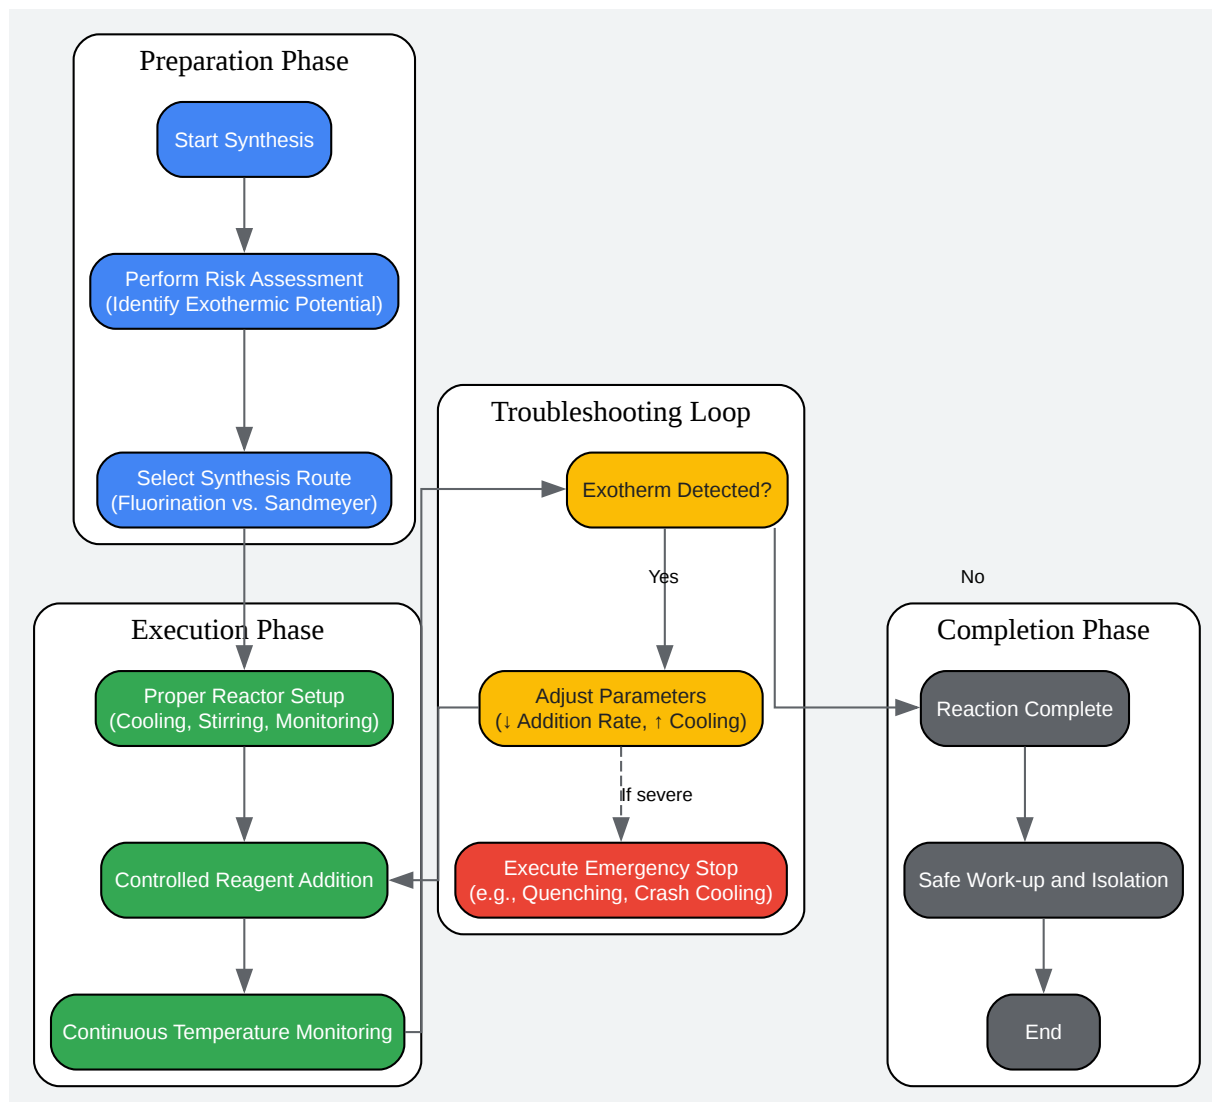 Preparation Phase
Start Synthesis
Perform Risk Assessment
(Identify Exothermic Potential)
Select Synthesis Route
(Fluorination vs. Sandmeyer)
Execution Phase
Proper Reactor Setup
(Cooling, Stirring, Monitoring)
Controlled Reagent Addition
Continuous Temperature Monitoring
Troubleshooting Loop
Exotherm Detected?
Yes
Adjust Parameters
(↓ Addition Rate, ↑ Cooling)
If severe
Execute Emergency Stop
(e.g., Quenching, Crash Cooling)
No
Completion Phase
Reaction Complete
Safe Work-up and Isolation
End